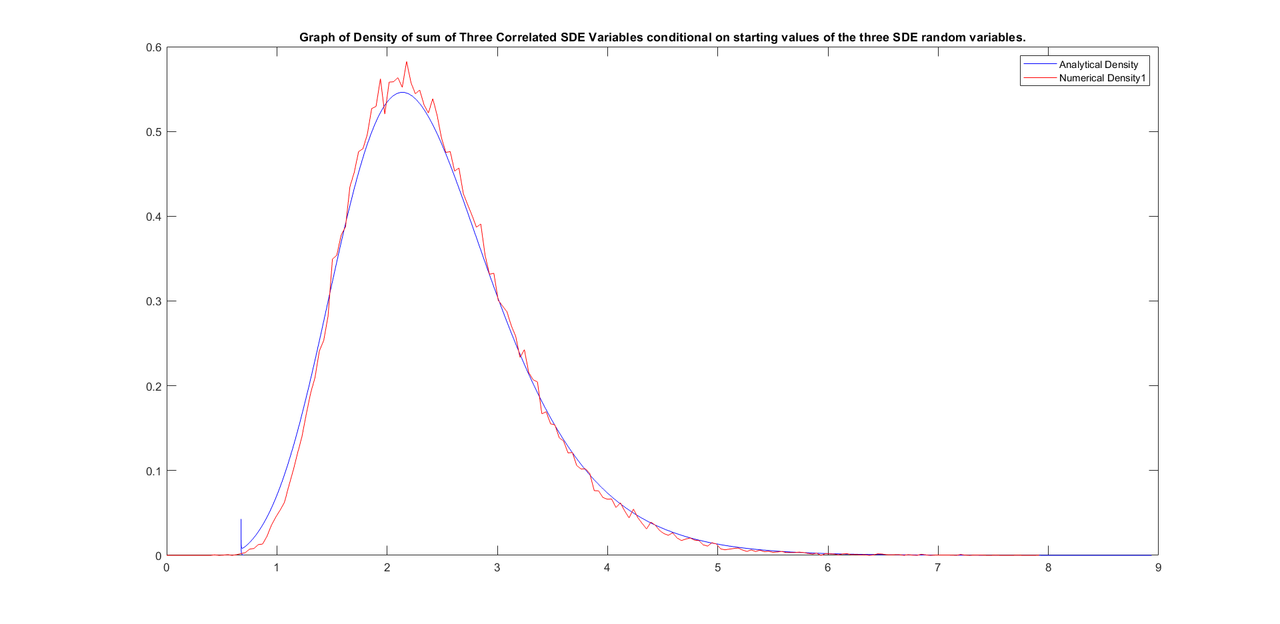 Graph of Density of sum of Three Correlated SDE Variables conditional on starting values of the three SDE random variables.
Analytical Density
Numerical Density1
0.6
0.5
0.4
0.3
0.2
0.1
0
0 1 2 3 4 5 6 7 8 9